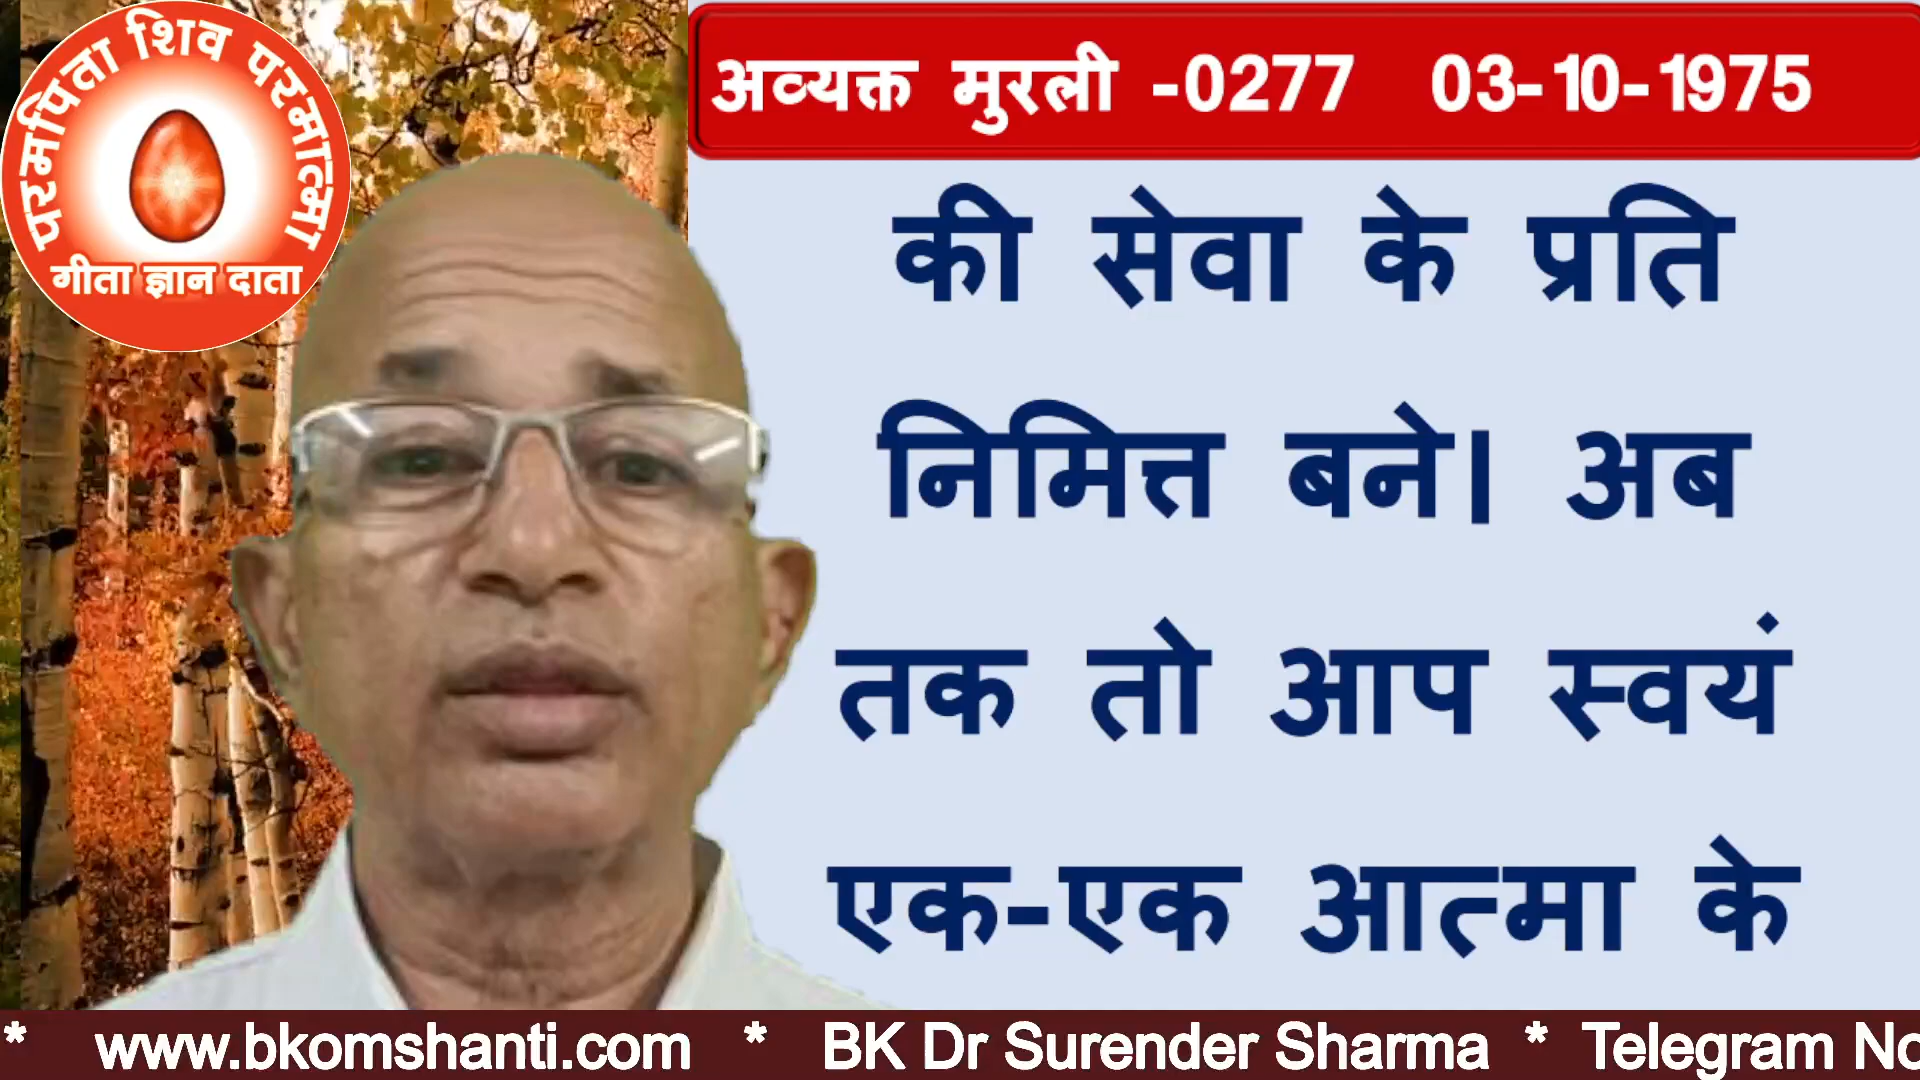 परमपिता शिव परमात्मा
गीता ज्ञान दाता
अव्यक्त मुरली -0277 03-10-1975
की सेवा के प्रति
निमित्त बने। अब
तक तो आप स्वयं
एक-एक आत्मा के
* www.bkomshanti.com * BK Dr Surender Sharma * Telegram No